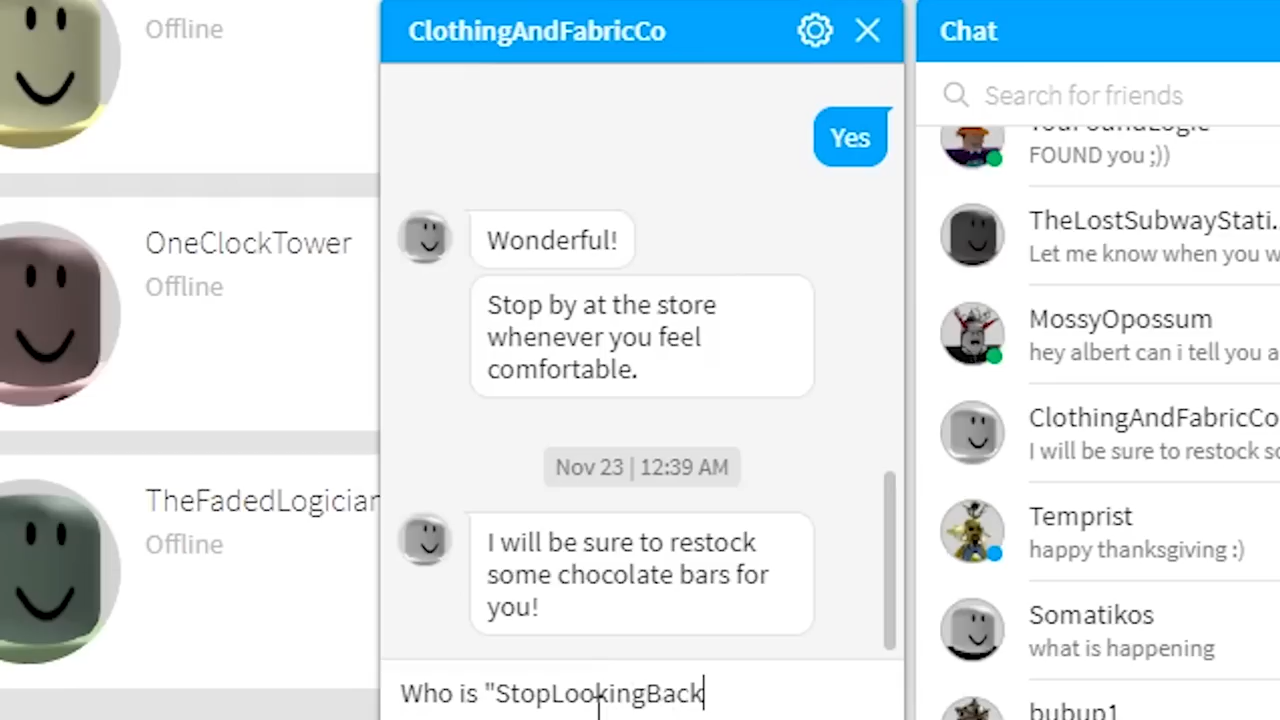 Offline
OneClockTower
Offline
TheFadedLogician
Offline
ClothingAndFabricCo
Yes
Wonderful!
Stop by at the store
whenever you feel
comfortable.
Nov 23 | 12:39 AM
I will be sure to restock
some chocolate bars for
you!
Who is "StopLookingBack
Chat
Search for friends
YouFoundLogic
FOUND you ;))
TheLostSubwayStati..
Let me know when you w
MossyOpossum
hey albert can i tell you a
ClothingAndFabricCo
I will be sure to restock so
Temprist
happy thanksgiving :)
Somatikos
what is happening
bubup1